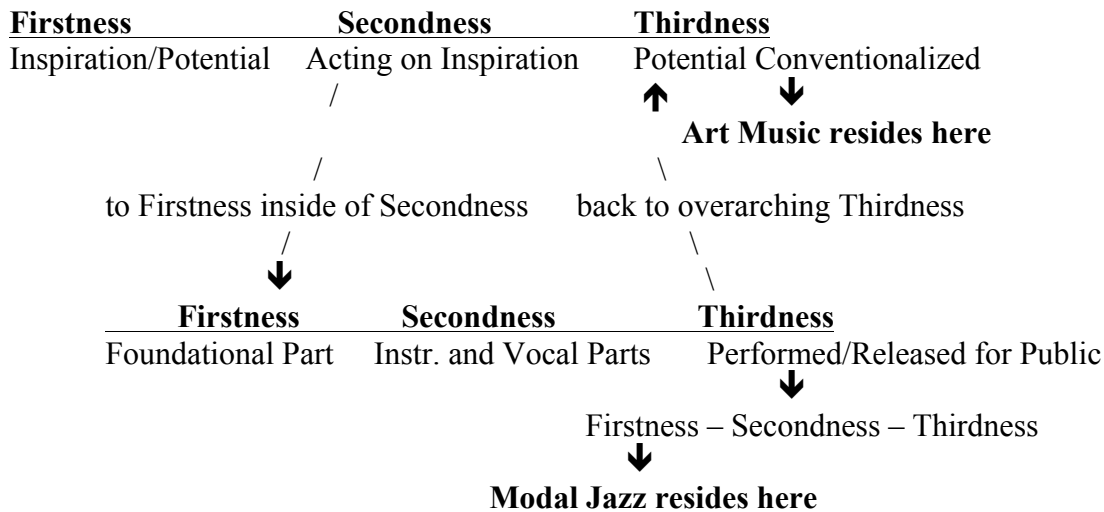 Firstness Secondness Thirdness
Inspiration/Potential Acting on Inspiration Potential Conventionalized
Art Music resides here
to Firstness inside of Secondness back to overarching Thirdness
Firstness Secondness Thirdness
Foundational Part Instr. and Vocal Parts Performed/Released for Public
Firstness – Secondness – Thirdness
Modal Jazz resides here